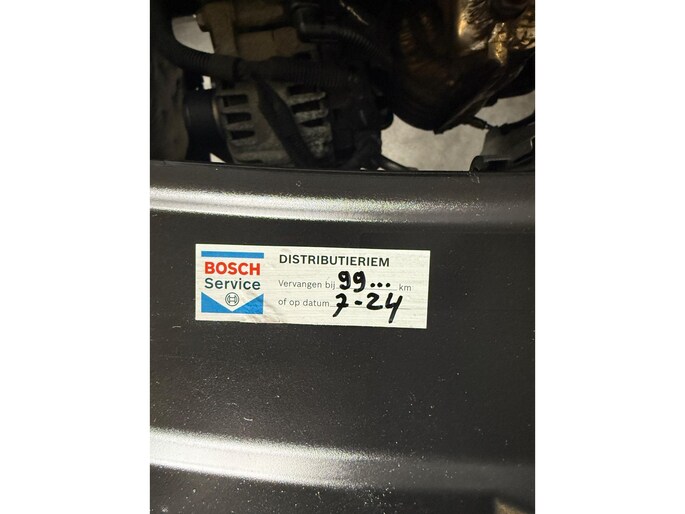 DISTRIBUTIERIEM
BOSCH
Service
Vervangen bij 99... km
of op datum 7-24